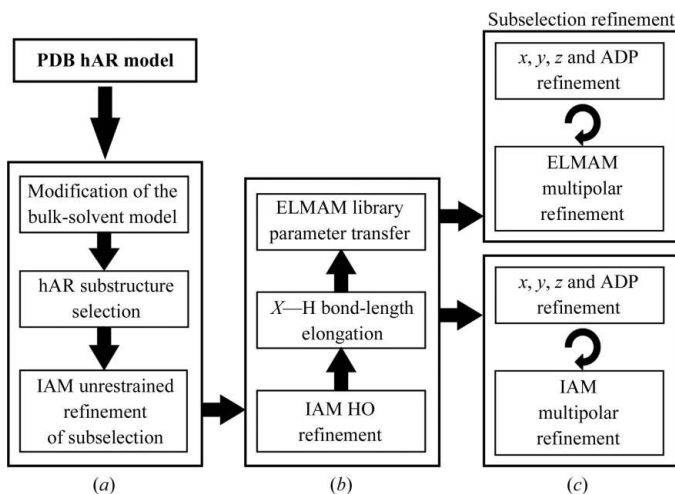 PDB hAR model
Modification of the
bulk-solvent model
hAR substructure
selection
IAM unrestrained
refinement
of subselection
(a)
ELMAM library
parameter transfer
X—H bond-length
elongation
IAM HO
refinement
(b)
Subselection refinement
x, y, z and ADP
refinement
ELMAM
multipolar
refinement
x, y, z and ADP
refinement
IAM
multipolar
refinement
(c)